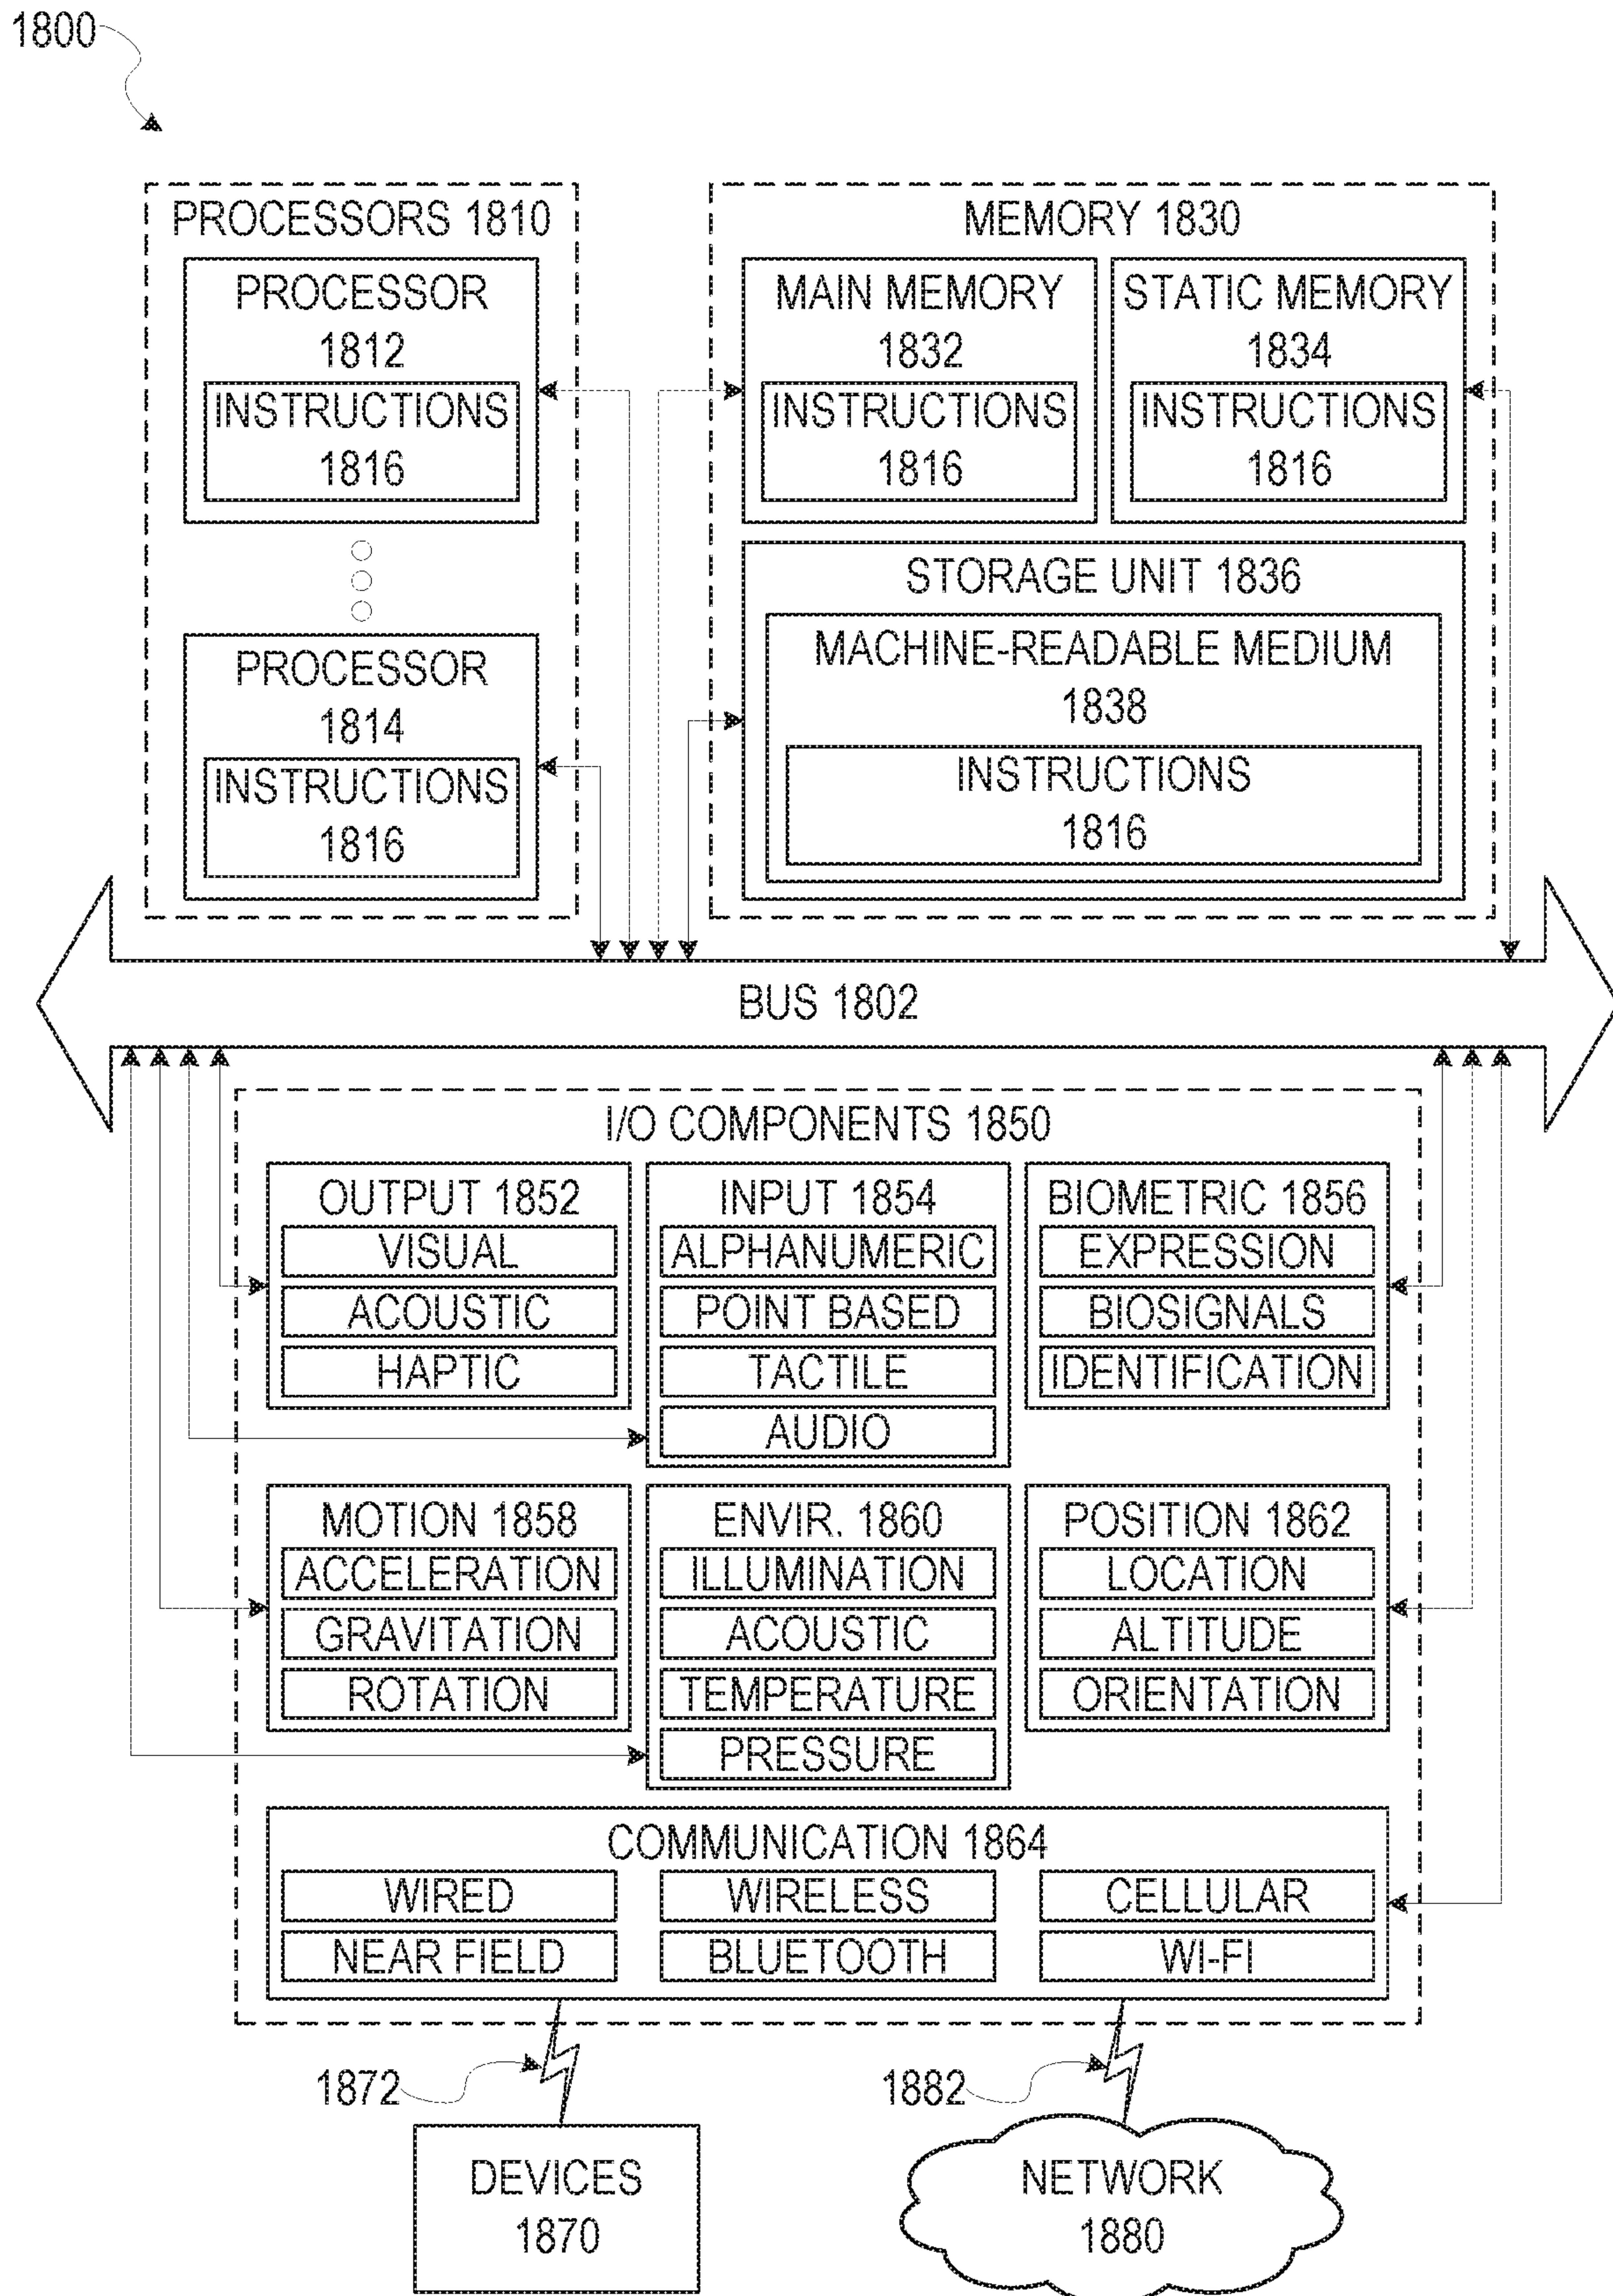 1800
PROCESSORS 1810
PROCESSOR
1812
INSTRUCTIONS
1816
PROCESSOR
1814
INSTRUCTIONS
1816
MEMORY 1830
MAIN MEMORY
1832
INSTRUCTIONS
1816
STATIC MEMORY
1834
INSTRUCTIONS
1816
STORAGE UNIT 1836
MACHINE-READABLE MEDIUM
1838
INSTRUCTIONS
1816
BUS 1802
I/O COMPONENTS 1850
OUTPUT 1852
VISUAL
ACOUSTIC
HAPTIC
INPUT 1854
ALPHANUMERIC
POINT BASED
TACTILE
AUDIO
BIOMETRIC 1856
EXPRESSION
BIOSIGNALS
IDENTIFICATION
MOTION 1858
ACCELERATION
GRAVITATION
ROTATION
ENVIR. 1860
ILLUMINATION
ACOUSTIC
TEMPERATURE
PRESSURE
POSITION 1862
LOCATION
ALTITUDE
ORIENTATION
COMMUNICATION 1864
WIRED
WIRELESS
CELLULAR
NEAR FIELD
BLUETOOTH
WI-FI
1872
1882
DEVICES
1870
NETWORK
1880